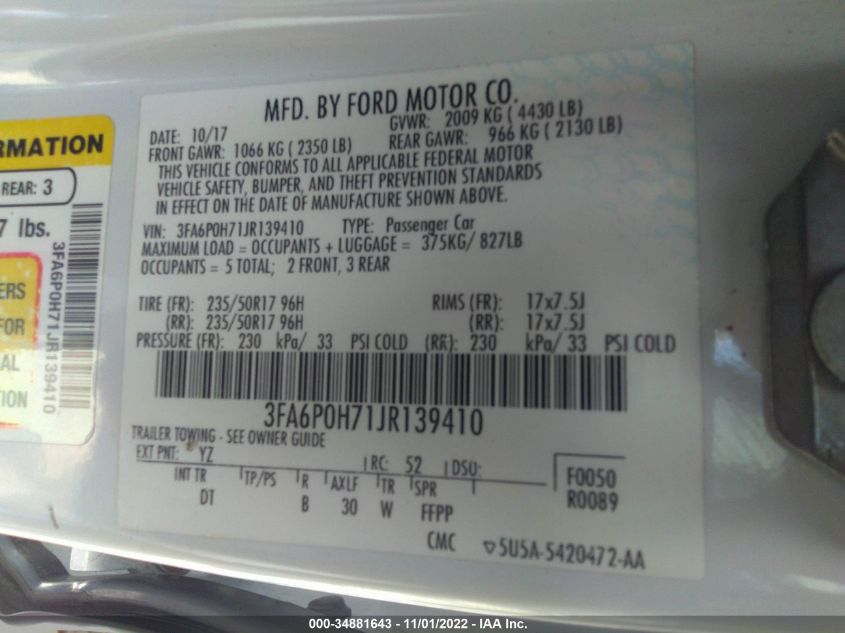 RMATION
REAR: 3
7 lbs.
3FA6P0H71JR139410
ERS
FOR
AL
TION
MFD. BY FORD MOTOR CO.
DATE: 10/17 GVWR: 2009 KG ( 4430 LB)
FRONT GAWR: 1066 KG ( 2350 LB) REAR GAWR: 966 KG ( 2130 LB)
THIS VEHICLE CONFORMS TO ALL APPLICABLE FEDERAL MOTOR
VEHICLE SAFETY, BUMPER, AND THEFT PREVENTION STANDARDS
IN EFFECT ON THE DATE OF MANUFACTURE SHOWN ABOVE.
VIN: 3FA6P0H71JR139410 TYPE: Passenger Car
MAXIMUM LOAD = OCCUPANTS + LUGGAGE = 375KG/ 827LB
OCCUPANTS = 5 TOTAL; 2 FRONT, 3 REAR
TIRE (FR): 235/50R17 96H RIMS (FR): 17x7.5J
(RR): 235/50R17 96H (RR): 17x7.5J
PRESSURE (FR): 230 kPa/ 33 PSI COLD (RR): 230 kPa/ 33 PSI COLD
3FA6P0H71JR139410
TRAILER TOWING - SEE OWNER GUIDE
EXT PNT: YZ RC: 52 DSO: F0050
INT TR TP/PS R AXLE TR SPR R0089
DT B 30 W FFPP
CMC ▽5U5A-5420472-AA
000-34881643 - 11/01/2022 - IAA Inc.